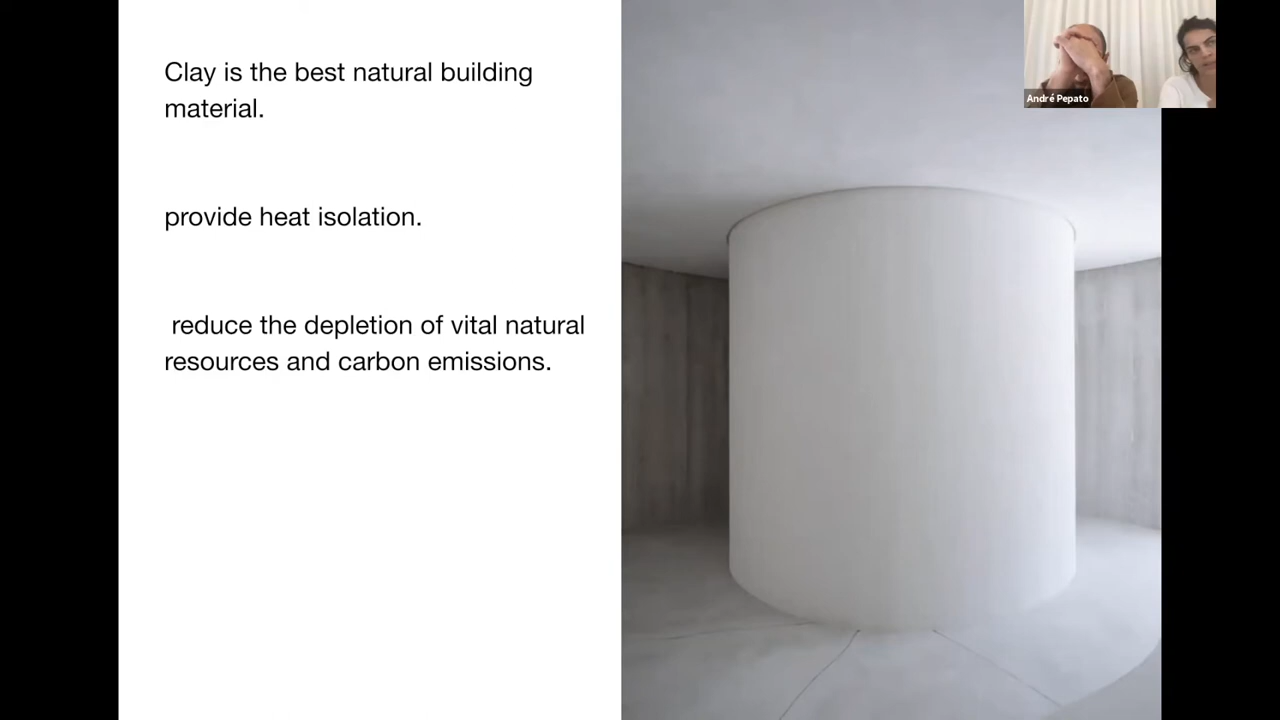 Clay is the best natural building
material.
provide heat isolation.
reduce the depletion of vital natural
resources and carbon emissions.
André Pepato